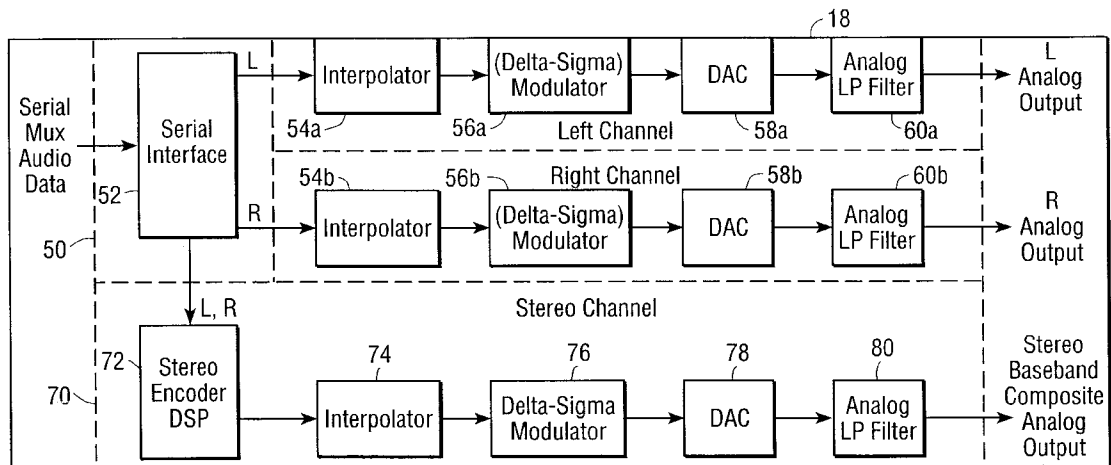 18
Serial
Mux
Audio
Data
Serial
Interface
52
50
L
Interpolator
54a
(Delta-Sigma)
Modulator
56a
DAC
58a
Analog
LP Filter
60a
L
Analog
Output
Left Channel
Right Channel
R
54b
Interpolator
56b
(Delta-Sigma)
Modulator
58b
DAC
60b
Analog
LP Filter
R
Analog
Output
L, R
Stereo Channel
72
70
Stereo
Encoder
DSP
74
Interpolator
76
Delta-Sigma
Modulator
78
DAC
80
Analog
LP Filter
Stereo
Baseband
Composite
Analog
Output